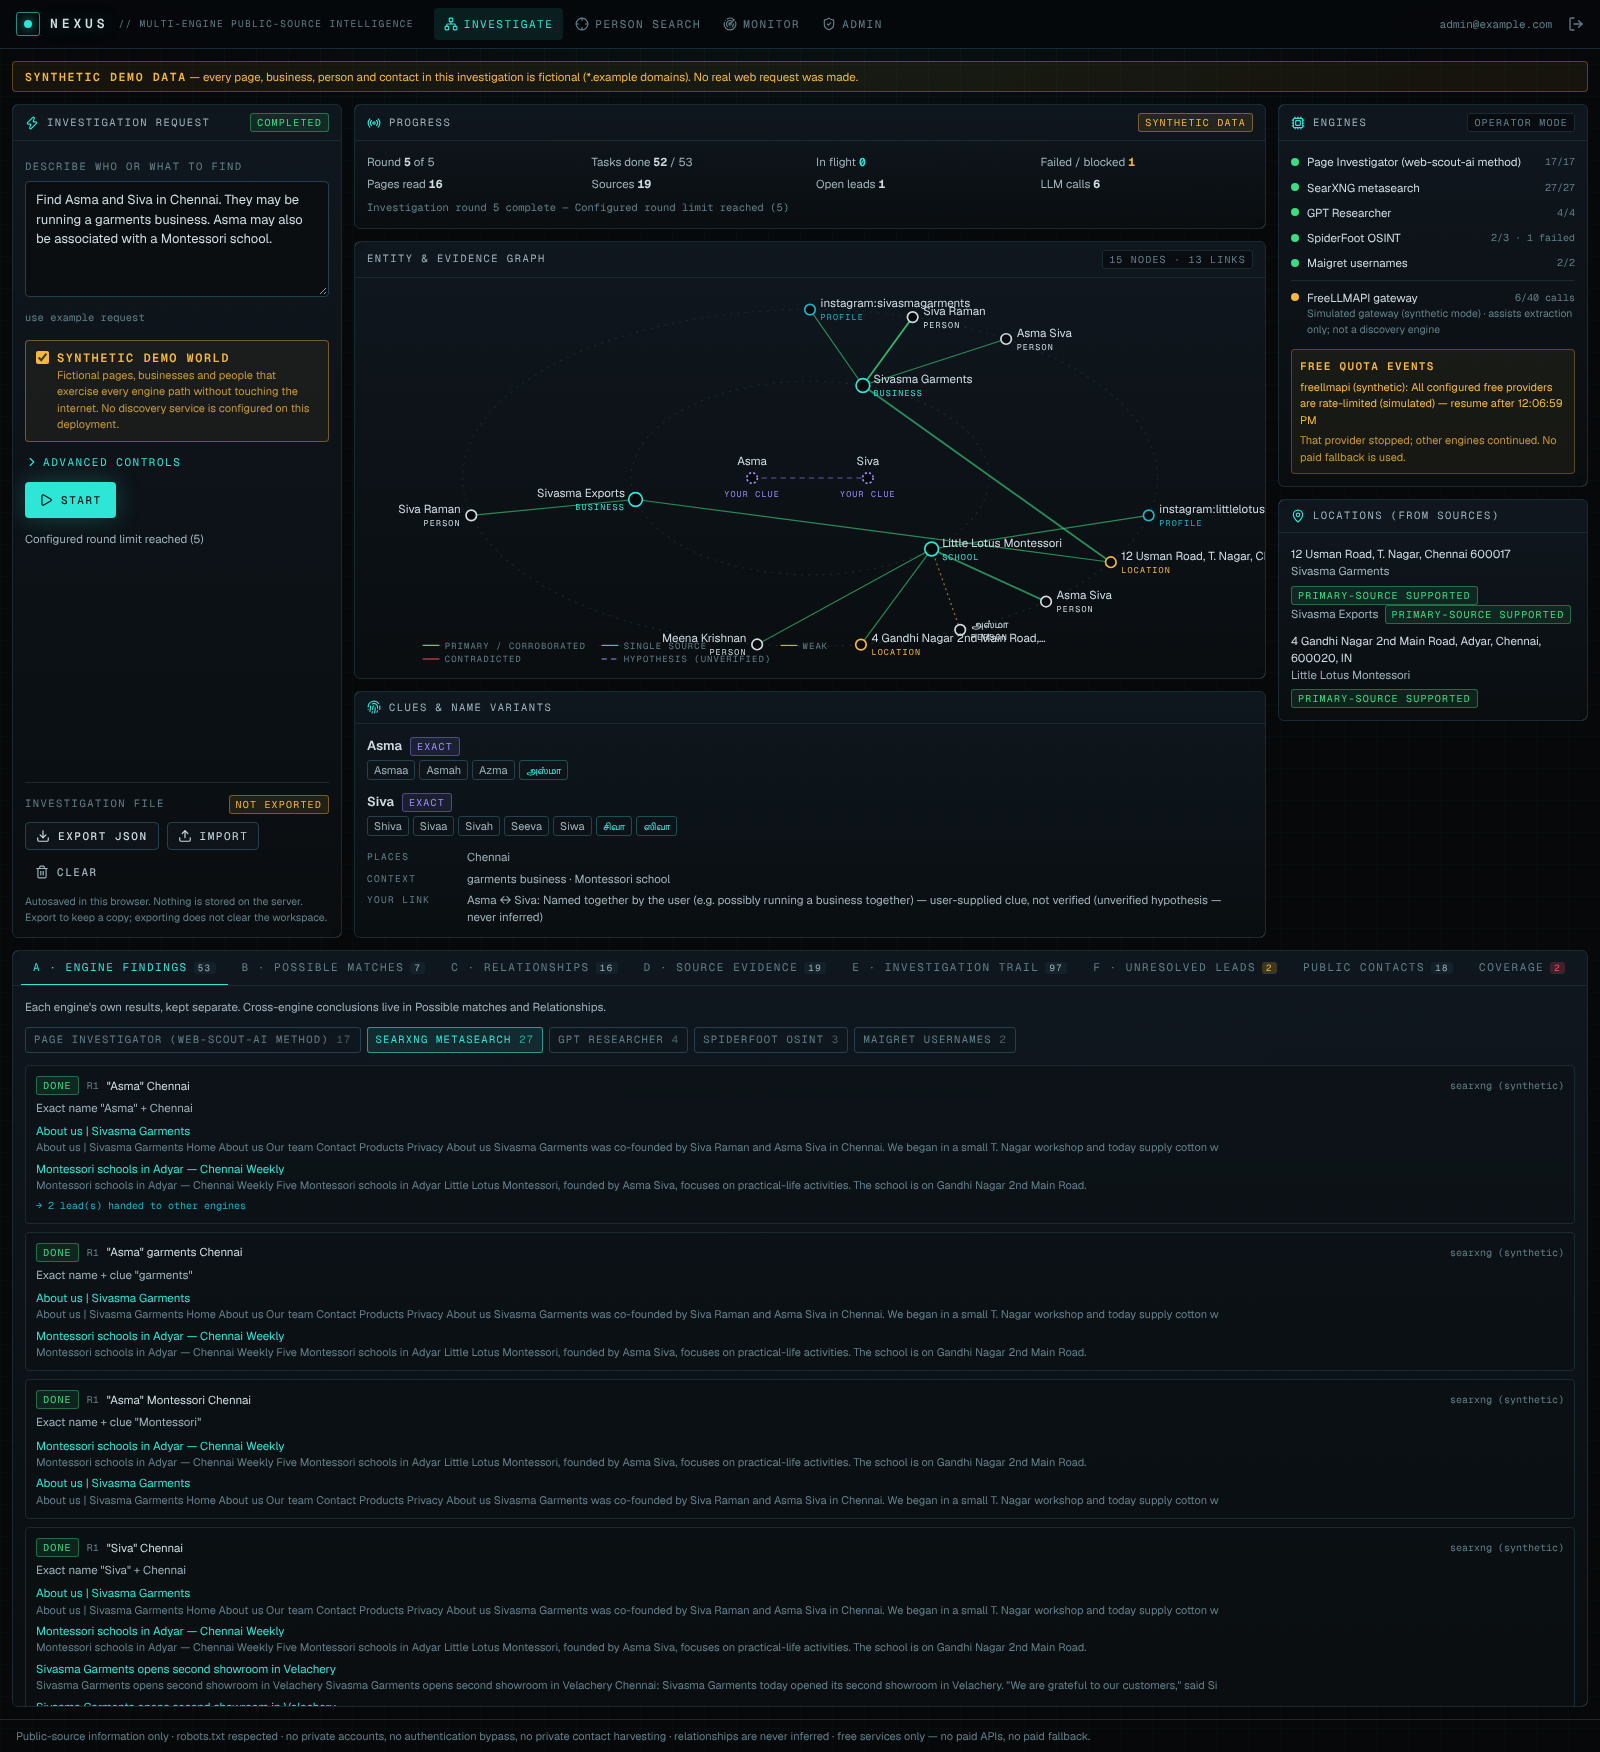 NEXUS // MULTI-ENGINE PUBLIC-SOURCE INTELLIGENCE INVESTIGATE PERSON SEARCH MONITOR ADMIN admin@example.com
SYNTHETIC DEMO DATA — every page, business, person and contact in this investigation is fictional (*.example domains). No real web request was made.
INVESTIGATION REQUEST COMPLETED
DESCRIBE WHO OR WHAT TO FIND
Find Asma and Siva in Chennai. They may be
running a garments business. Asma may also
be associated with a Montessori school.
use example request
SYNTHETIC DEMO WORLD
Fictional pages, businesses and people that
exercise every engine path without touching the
internet. No discovery service is configured on this
deployment.
ADVANCED CONTROLS
START
Configured round limit reached (5)
INVESTIGATION FILE NOT EXPORTED
EXPORT JSON IMPORT
CLEAR
Autosaved in this browser. Nothing is stored on the server.
Export to keep a copy; exporting does not clear the workspace.
PROGRESS SYNTHETIC DATA
Round 5 of 5 Tasks done 52 / 53 In flight 0 Failed / blocked 1
Pages read 16 Sources 19 Open leads 1 LLM calls 6
Investigation round 5 complete — Configured round limit reached (5)
ENTITY & EVIDENCE GRAPH 15 NODES · 13 LINKS
instagram:sivasmagarments
PROFILE
Siva Raman
PERSON
Asma Siva
PERSON
Sivasma Garments
BUSINESS
Asma
YOUR CLUE
Siva
YOUR CLUE
Sivasma Exports
BUSINESS
Siva Raman
PERSON
instagram:littlelotus
PROFILE
Little Lotus Montessori
SCHOOL
12 Usman Road, T. Nagar, C
LOCATION
Asma Siva
PERSON
அஸ்மா
PERSON
Meena Krishnan
PERSON
4 Gandhi Nagar 2nd Main Road,...
LOCATION
PRIMARY / CORROBORATED SINGLE SOURCE WEAK
CONTRADICTED HYPOTHESIS (UNVERIFIED)
CLUES & NAME VARIANTS
Asma EXACT
Asmaa Asmah Azma அஸ்மா
Siva EXACT
Shiva Sivaa Sivah Seeva Siwa சிவா ஸிவா
PLACES Chennai
CONTEXT garments business · Montessori school
YOUR LINK Asma ↔ Siva: Named together by the user (e.g. possibly running a business together) — user-supplied clue, not verified (unverified hypothesis —
never inferred)
ENGINES OPERATOR MODE
Page Investigator (web-scout-ai method) 17/17
SearXNG metasearch 27/27
GPT Researcher 4/4
SpiderFoot OSINT 2/3 · 1 failed
Maigret usernames 2/2
FreeLLMAPI gateway 6/40 calls
Simulated gateway (synthetic mode) · assists extraction
only; not a discovery engine
FREE QUOTA EVENTS
freellmapi (synthetic): All configured free providers
are rate-limited (simulated) — resume after 12:06:59
PM
That provider stopped; other engines continued. No
paid fallback is used.
LOCATIONS (FROM SOURCES)
12 Usman Road, T. Nagar, Chennai 600017
Sivasma Garments
PRIMARY-SOURCE SUPPORTED
Sivasma Exports PRIMARY-SOURCE SUPPORTED
4 Gandhi Nagar 2nd Main Road, Adyar, Chennai,
600020, IN
Little Lotus Montessori
PRIMARY-SOURCE SUPPORTED
A · ENGINE FINDINGS 53 B · POSSIBLE MATCHES 7 C · RELATIONSHIPS 16 D · SOURCE EVIDENCE 19 E · INVESTIGATION TRAIL 97 F · UNRESOLVED LEADS 2 PUBLIC CONTACTS 18 COVERAGE 2
Each engine's own results, kept separate. Cross-engine conclusions live in Possible matches and Relationships.
PAGE INVESTIGATOR (WEB-SCOUT-AI METHOD) 17 SEARXNG METASEARCH 27 GPT RESEARCHER 4 SPIDERFOOT OSINT 3 MAIGRET USERNAMES 2
DONE R1 "Asma" Chennai searxng (synthetic)
Exact name "Asma" + Chennai
About us | Sivasma Garments
About us | Sivasma Garments Home About us Our team Contact Products Privacy About us Sivasma Garments was co-founded by Siva Raman and Asma Siva in Chennai. We began in a small T. Nagar workshop and today supply cotton w
Montessori schools in Adyar — Chennai Weekly
Montessori schools in Adyar — Chennai Weekly Five Montessori schools in Adyar Little Lotus Montessori, founded by Asma Siva, focuses on practical-life activities. The school is on Gandhi Nagar 2nd Main Road.
→ 2 lead(s) handed to other engines
DONE R1 "Asma" garments Chennai searxng (synthetic)
Exact name + clue "garments"
About us | Sivasma Garments
About us | Sivasma Garments Home About us Our team Contact Products Privacy About us Sivasma Garments was co-founded by Siva Raman and Asma Siva in Chennai. We began in a small T. Nagar workshop and today supply cotton w
Montessori schools in Adyar — Chennai Weekly
Montessori schools in Adyar — Chennai Weekly Five Montessori schools in Adyar Little Lotus Montessori, founded by Asma Siva, focuses on practical-life activities. The school is on Gandhi Nagar 2nd Main Road.
DONE R1 "Asma" Montessori Chennai searxng (synthetic)
Exact name + clue "Montessori"
Montessori schools in Adyar — Chennai Weekly
Montessori schools in Adyar — Chennai Weekly Five Montessori schools in Adyar Little Lotus Montessori, founded by Asma Siva, focuses on practical-life activities. The school is on Gandhi Nagar 2nd Main Road.
About us | Sivasma Garments
About us | Sivasma Garments Home About us Our team Contact Products Privacy About us Sivasma Garments was co-founded by Siva Raman and Asma Siva in Chennai. We began in a small T. Nagar workshop and today supply cotton w
DONE R1 "Siva" Chennai searxng (synthetic)
Exact name "Siva" + Chennai
About us | Sivasma Garments
About us | Sivasma Garments Home About us Our team Contact Products Privacy About us Sivasma Garments was co-founded by Siva Raman and Asma Siva in Chennai. We began in a small T. Nagar workshop and today supply cotton w
Montessori schools in Adyar — Chennai Weekly
Montessori schools in Adyar — Chennai Weekly Five Montessori schools in Adyar Little Lotus Montessori, founded by Asma Siva, focuses on practical-life activities. The school is on Gandhi Nagar 2nd Main Road.
Sivasma Garments opens second showroom in Velachery
Sivasma Garments opens second showroom in Velachery Sivasma Garments opens second showroom in Velachery Chennai: Sivasma Garments today opened its second showroom in Velachery. "We are grateful to our customers," said Si
Sivasma Garments opens second showroom in Velachery
Public-source information only · robots.txt respected · no private accounts, no authentication bypass, no private contact harvesting · relationships are never inferred · free services only — no paid APIs, no paid fallback.